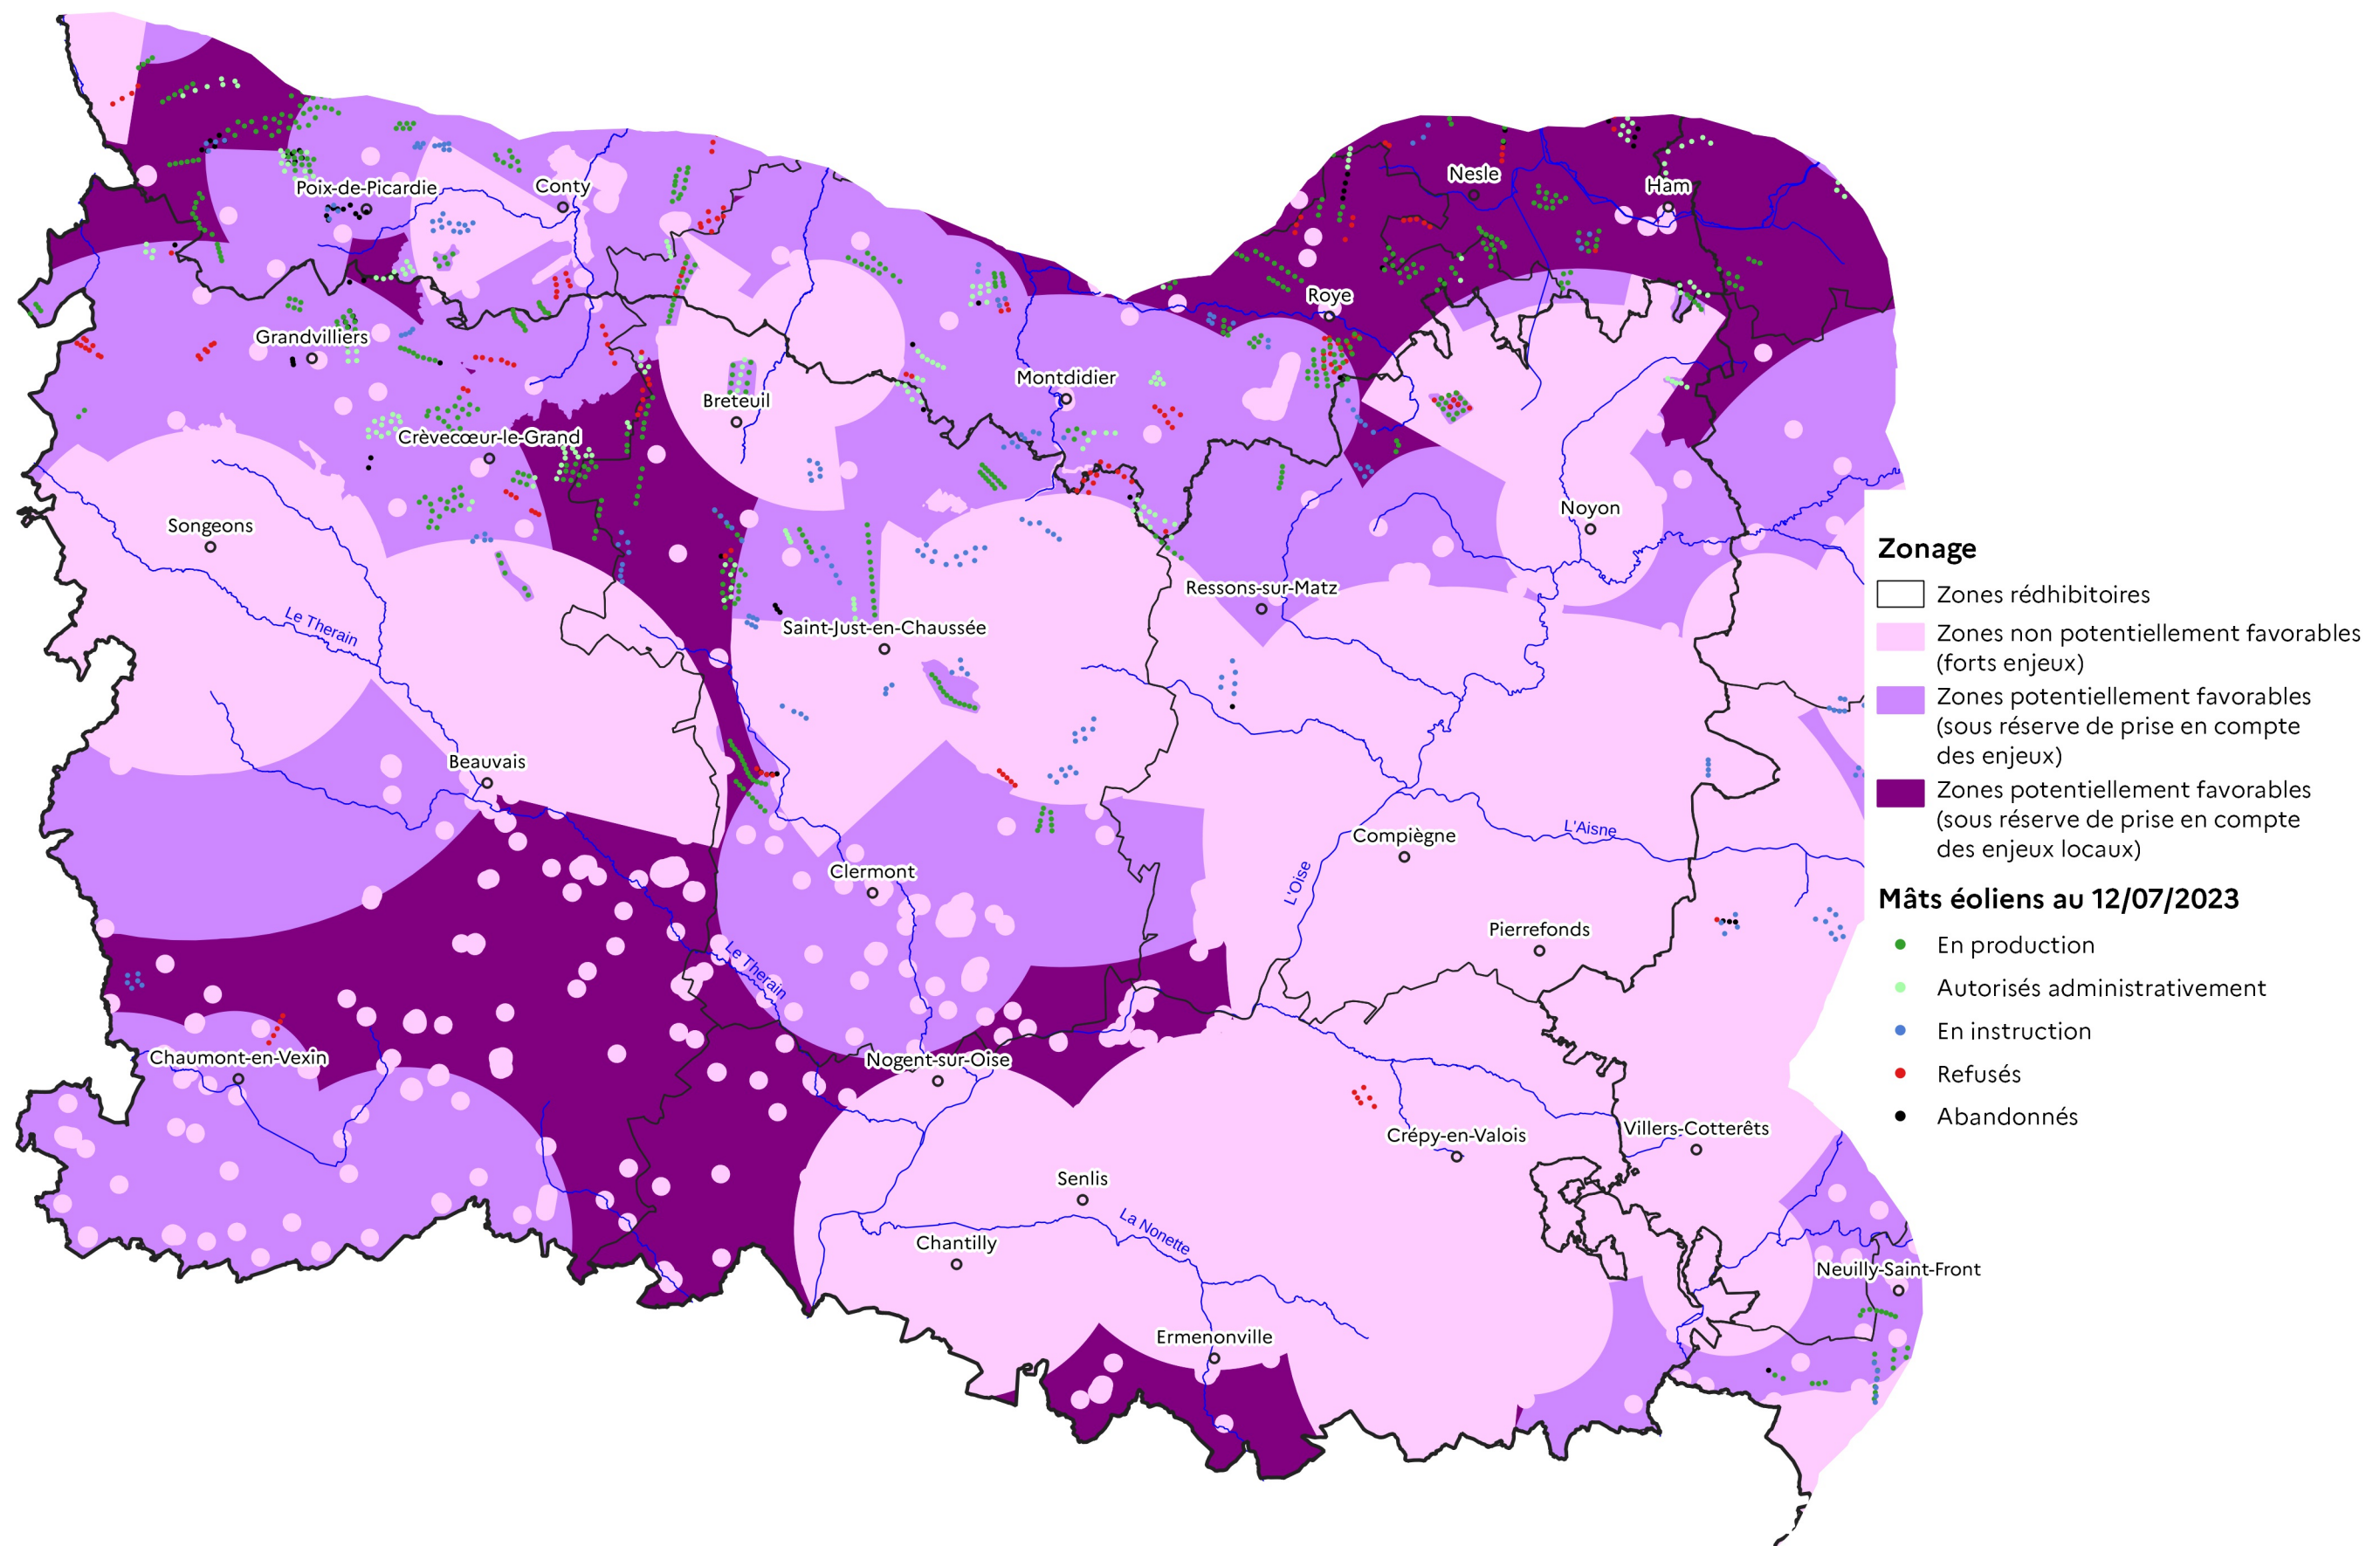 Poix-de-Picardie
Conty
Nesle
Ham
Roye
Grandvilliers
Montdidier
Breteuil
Crèvecœur-le-Grand
Noyon
Songeons
Ressons-sur-Matz
Le Therain
Saint-Just-en-Chaussée
Beauvais
L'Aisne
Compiègne
Clermont
L'Oise
Pierrefonds
Le Therain
Chaumont-en-Vexin
Nogent-sur-Oise
Crépy-en-Valois
Villers-Cotterêts
Senlis
La Nonette
Chantilly
Neuilly-Saint-Front
Ermenonville
Zonage
Zones rédhibitoires
Zones non potentiellement favorables
(forts enjeux)
Zones potentiellement favorables
(sous réserve de prise en compte
des enjeux)
Zones potentiellement favorables
(sous réserve de prise en compte
des enjeux locaux)
Mâts éoliens au 12/07/2023
En production
Autorisés administrativement
En instruction
Refusés
Abandonnés